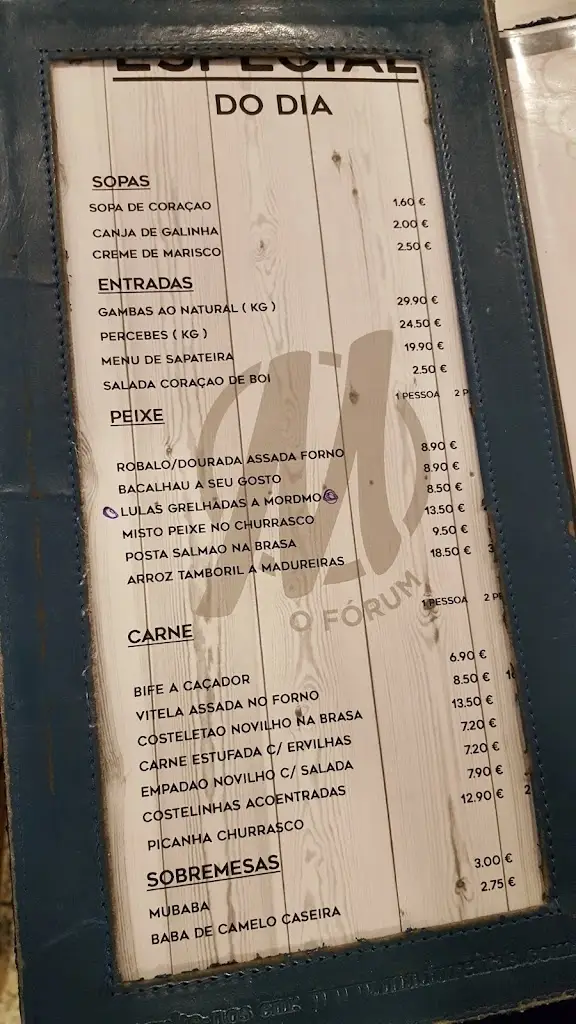 ESPECIAL
DO DIA
SOPAS
SOPA DE CORAÇAO 1.60 €
CANJA DE GALINHA 2.00 €
CREME DE MARISCO 2.50 €
ENTRADAS
GAMBAS AO NATURAL ( KG ) 29.90 €
PERCEBES ( KG ) 24.50 €
MENU DE SAPATEIRA 19.90 €
SALADA CORAÇAO DE BOI 2.50 €
PEIXE 1 PESSOA 2 P
ROBALO/DOURADA ASSADA FORNO 8.90 €
BACALHAU A SEU GOSTO 8.90 €
LULAS GRELHADAS A MORDMO 8.50 €
MISTO PEIXE NO CHURRASCO 13.50 €
POSTA SALMAO NA BRASA 9.50 €
ARROZ TAMBORIL A MADUREIRAS 18.50 € 3
M
O FÓRUM
CARNE 1 PESSOA 2 P
BIFE A CAÇADOR 6.90 €
VITELA ASSADA NO FORNO 8.50 € 1
COSTELETAO NOVILHO NA BRASA 13.50 €
CARNE ESTUFADA C/ ERVILHAS 7.20 €
EMPADAO NOVILHO C/ SALADA 7.20 €
COSTELINHAS ACOENTRADAS 7.90 €
PICANHA CHURRASCO 12.90 € 2
SOBREMESAS
MUBABA 3.00 €
BABA DE CAMELO CASEIRA 2.75 €